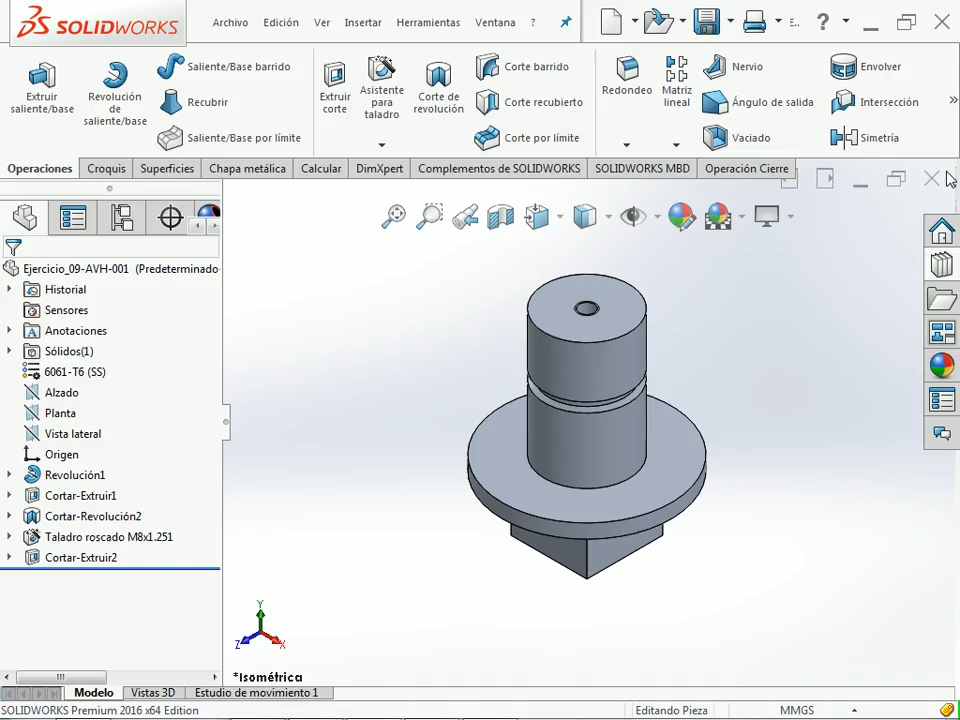 SOLIDWORKS
Archivo Edición Ver Insertar Herramientas Ventana ? E.. ?
Extruir saliente/base
Revolución de saliente/base
Saliente/Base barrido
Recubrir
Saliente/Base por límite
Extruir corte
Asistente para taladro
Corte de revolución
Corte barrido
Corte recubierto
Corte por límite
Redondeo
Matriz lineal
Nervio
Ángulo de salida
Vaciado
Envolver
Intersección
Simetría
»
Operaciones Croquis Superficies Chapa metálica Calcular DimXpert Complementos de SOLIDWORKS SOLIDWORKS MBD Operación Cierre
Ejercicio_09-AVH-001 (Predeterminado
Historial
Sensores
Anotaciones
Sólidos(1)
6061-T6 (SS)
Alzado
Planta
Vista lateral
Origen
Revolución1
Cortar-Extruir1
Cortar-Revolución2
Taladro roscado M8x1.251
Cortar-Extruir2
Y
Z
X
*Isométrica
Modelo Vistas 3D Estudio de movimiento 1
SOLIDWORKS Premium 2016 x64 Edition Editando Pieza MMGS